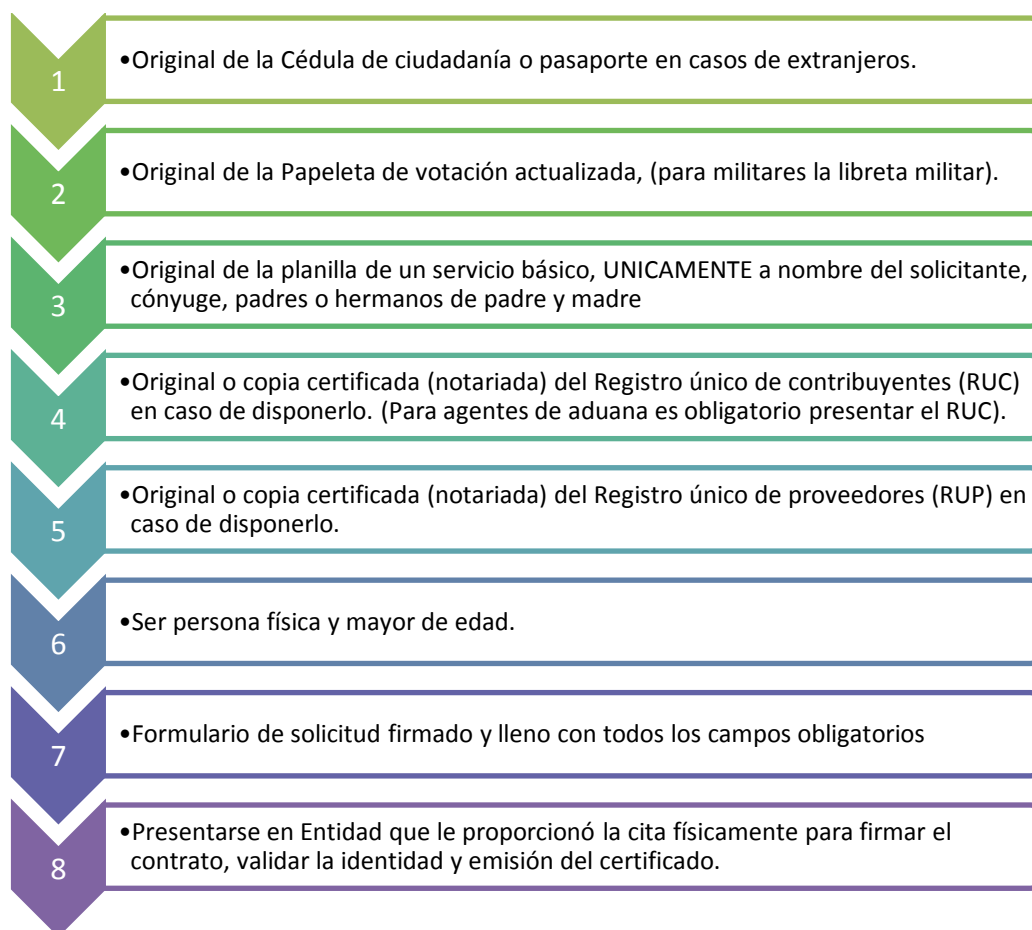 1
•Original de la Cédula de ciudadanía o pasaporte en casos de extranjeros.
2
•Original de la Papeleta de votación actualizada, (para militares la libreta militar).
3
•Original de la planilla de un servicio básico, UNICAMENTE a nombre del solicitante,
cónyuge, padres o hermanos de padre y madre
4
•Original o copia certificada (notariada) del Registro único de contribuyentes (RUC)
en caso de disponerlo. (Para agentes de aduana es obligatorio presentar el RUC).
5
•Original o copia certificada (notariada) del Registro único de proveedores (RUP) en
caso de disponerlo.
6
•Ser persona física y mayor de edad.
7
•Formulario de solicitud firmado y lleno con todos los campos obligatorios
8
•Presentarse en Entidad que le proporcionó la cita físicamente para firmar el
contrato, validar la identidad y emisión del certificado.